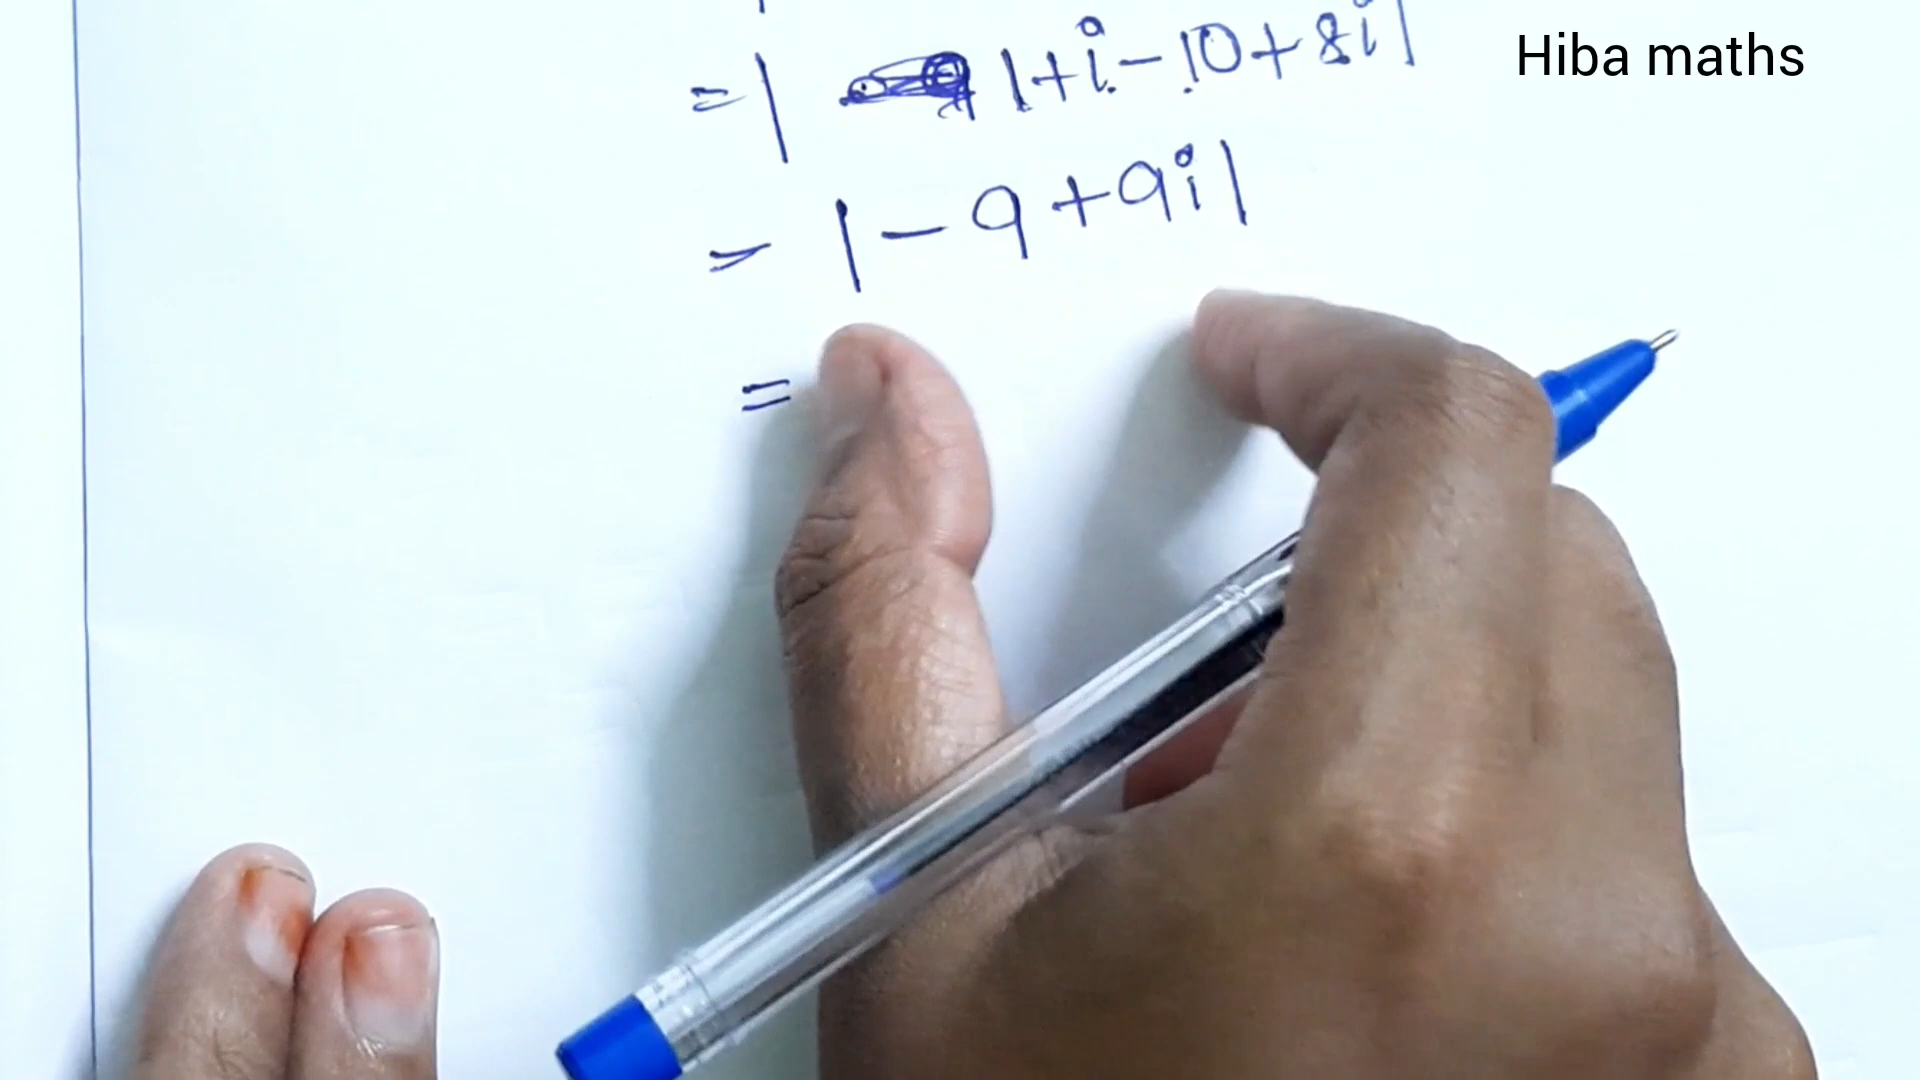 Hiba maths
=| 1+i-10+8i|
= |-9+9i|
=